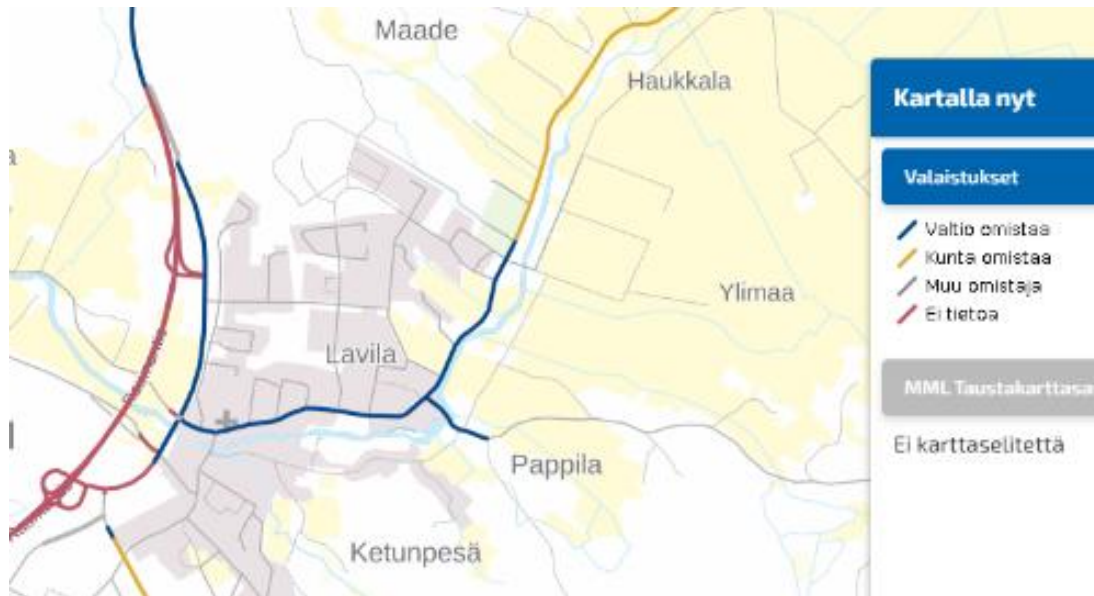 Maade
Haukkala
Ylimaa
Lavila
Pappila
Ketunpesä
Kartalla nyt
Valaistukset
Valtio omistaa
Kunta omistaa
Muu omistaja
Ei tietoa
MML Taustakarttasa
Ei karttaselitettä